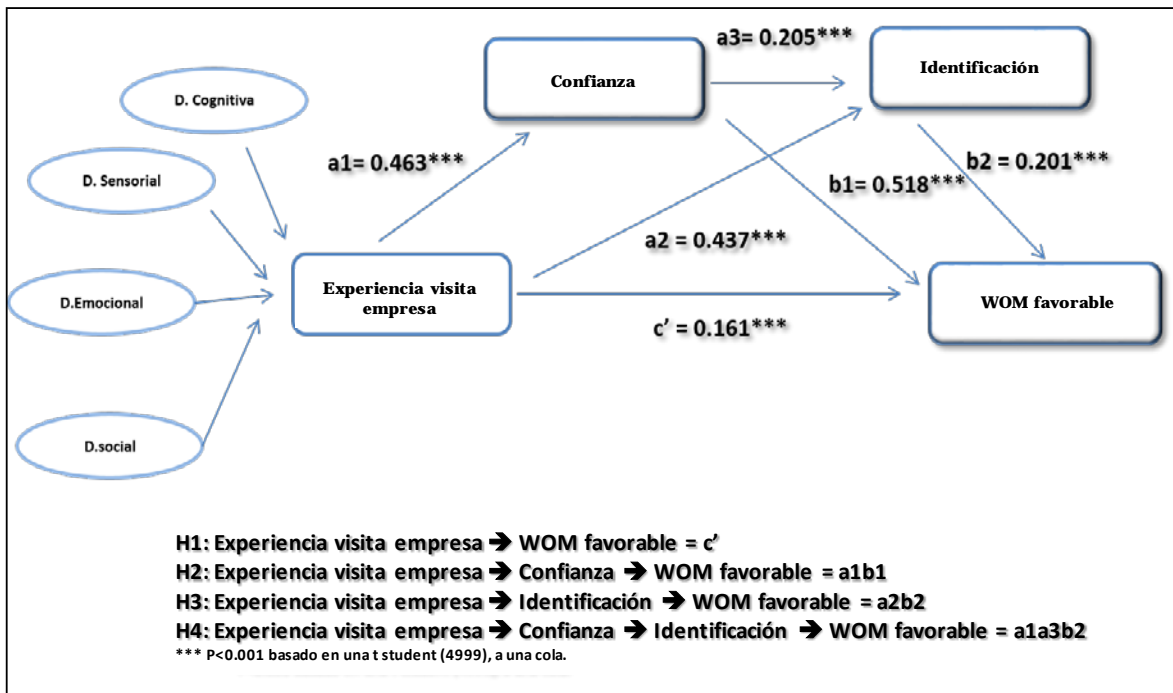 a3= 0.205***
Confianza
Identificación
D. Cognitiva
a1= 0.463***
b2 = 0.201***
D. Sensorial
b1= 0.518***
a2 = 0.437***
D.Emocional
Experiencia visita
empresa
WOM favorable
c’ = 0.161***
D.social
H1: Experiencia visita empresa ➔ WOM favorable = c’
H2: Experiencia visita empresa ➔ Confianza ➔ WOM favorable = a1b1
H3: Experiencia visita empresa ➔ Identificación ➔ WOM favorable = a2b2
H4: Experiencia visita empresa ➔ Confianza ➔ Identificación ➔ WOM favorable = a1a3b2
*** P<0.001 basado en una t student (4999), a una cola.